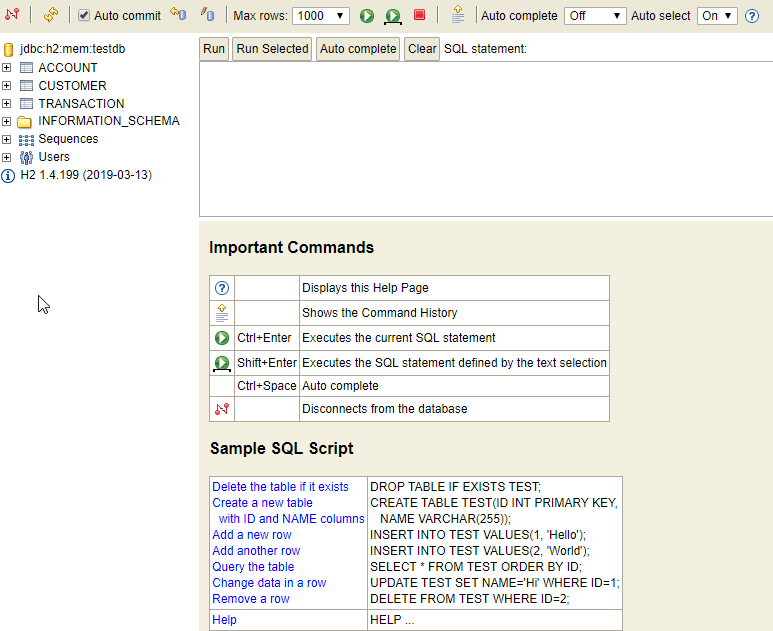 Auto commit Max rows: 1000 Auto complete Off Auto select On ?
jdbc:h2:mem:testdb
ACCOUNT
CUSTOMER
TRANSACTION
INFORMATION_SCHEMA
Sequences
Users
H2 1.4.199 (2019-03-13)
Run Run Selected Auto complete Clear SQL statement:
Important Commands
? Displays this Help Page
Shows the Command History
Ctrl+Enter Executes the current SQL statement
Shift+Enter Executes the SQL statement defined by the text selection
Ctrl+Space Auto complete
Disconnects from the database
Sample SQL Script
Delete the table if it exists DROP TABLE IF EXISTS TEST;
Create a new table CREATE TABLE TEST(ID INT PRIMARY KEY,
with ID and NAME columns NAME VARCHAR(255));
Add a new row INSERT INTO TEST VALUES(1, 'Hello');
Add another row INSERT INTO TEST VALUES(2, 'World');
Query the table SELECT * FROM TEST ORDER BY ID;
Change data in a row UPDATE TEST SET NAME='Hi' WHERE ID=1;
Remove a row DELETE FROM TEST WHERE ID=2;
Help HELP ...